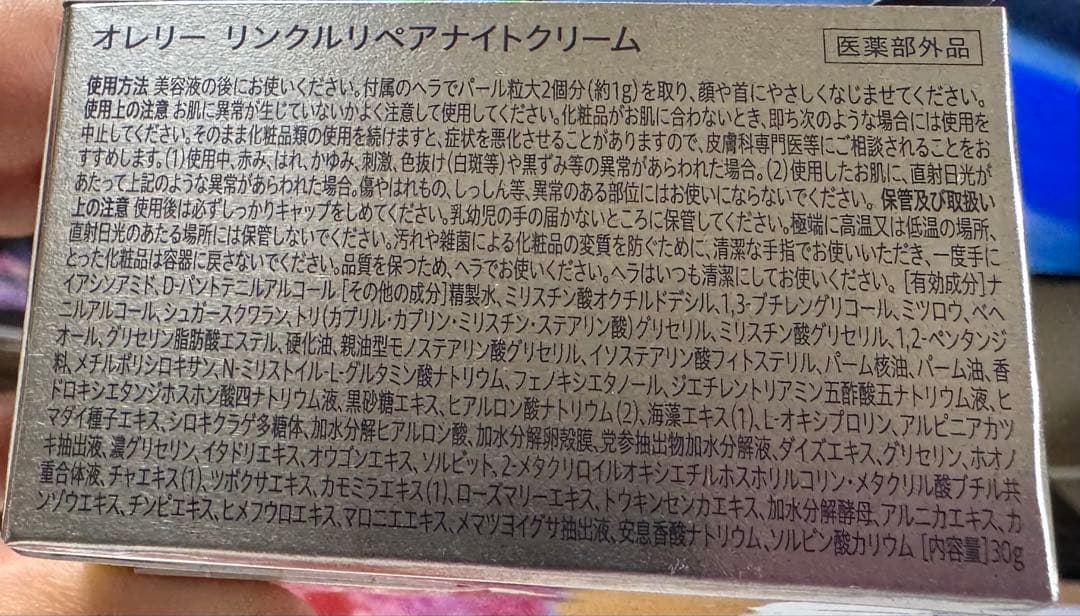 オレリー リンクルリペアナイトクリーム
医薬部外品
使用方法 美容液の後にお使いください。付属のヘラでパール粒大2個分(約1g)を取り、顔や首にやさしくなじませてください。
使用上の注意 お肌に異常が生じていないかよく注意して使用してください。化粧品がお肌に合わないとき、即ち次のような場合には使用を
中止してください。そのまま化粧品類の使用を続けますと、症状を悪化させることがありますので、皮膚科専門医等にご相談されることをお
すすめします。(1)使用中、赤み、はれ、かゆみ、刺激、色抜け(白斑等)や黒ずみ等の異常があらわれた場合。(2)使用したお肌に、直射日光が
あたって上記のような異常があらわれた場合。傷やはれもの、しっしん等、異常のある部位にはお使いにならないでください。 保管及び取扱い
上の注意 使用後は必ずしっかりキャップをしめてください。乳幼児の手の届かないところに保管してください。極端に高温又は低温の場所、
直射日光のあたる場所には保管しないでください。汚れや雑菌による化粧品の変質を防ぐために、清潔な手指でお使いいただき、一度手に
とった化粧品は容器に戻さないでください。品質を保つため、ヘラでお使いください。ヘラはいつも清潔にしてお使いください。 [有効成分]ナ
イアシンアミド、D-パントテニルアルコール [その他の成分]精製水、ミリスチン酸オクチルドデシル、1,3-ブチレングリコール、ミツロウ、ベヘ
ニルアルコール、シュガースクワラン、トリ(カプリル・カプリン・ミリスチン・ステアリン酸)グリセリル、ミリスチン酸グリセリル、1,2-ペンタンジ
オール、グリセリン脂肪酸エステル、硬化油、親油型モノステアリン酸グリセリル、イソステアリン酸フィトステリル、パーム核油、パーム油、香
料、メチルポリシロキサン、N-ミリストイル-L-グルタミン酸ナトリウム、フェノキシエタノール、ジエチレントリアミン五酢酸五ナトリウム液、ヒ
ドロキシエタンジホスホン酸四ナトリウム液、黒砂糖エキス、ヒアルロン酸ナトリウム(2)、海藻エキス(1)、L-オキシプロリン、アルピニアカツ
マダイ種子エキス、シロキクラゲ多糖体、加水分解ヒアルロン酸、加水分解卵殻膜、党参抽出物加水分解液、ダイズエキス、グリセリン、ホオノ
キ抽出液、濃グリセリン、イタドリエキス、オウゴンエキス、ソルビット、2-メタクリロイルオキシエチルホスホリルコリン・メタクリル酸ブチル共
重合体液、チャエキス(1)、ツボクサエキス、カモミラエキス(1)、ローズマリーエキス、トウキンセンカエキス、加水分解酵母、アルニカエキス、カ
ンゾウエキス、チンピエキス、ヒメフウロエキス、マロニエエキス、メマツヨイグサ抽出液、安息香酸ナトリウム、ソルビン酸カリウム [内容量]30g